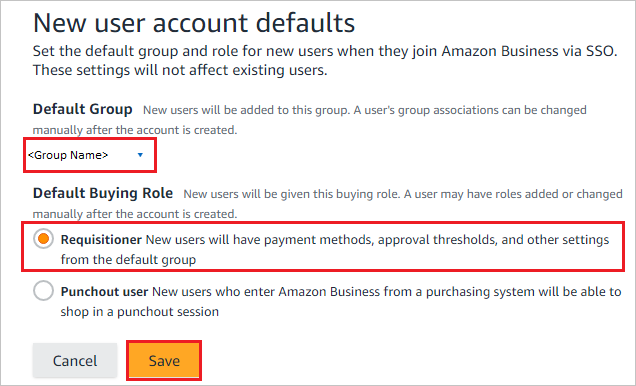 New user account defaults
Set the default group and role for new users when they join Amazon Business via SSO.
These settings will not affect existing users.
Default Group New users will be added to this group. A user's group associations can be changed
manually after the account is created.
<Group Name>
Default Buying Role New users will be given this buying role. A user may have roles added or changed
manually after the account is created.
Requisitioner New users will have payment methods, approval thresholds, and other settings
from the default group
Punchout user New users who enter Amazon Business from a purchasing system will be able to
shop in a punchout session
Cancel Save